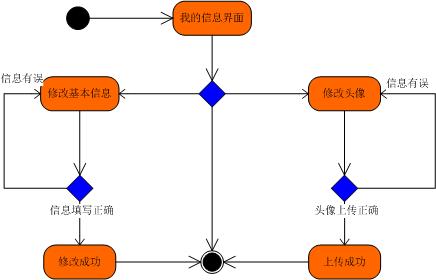 我的信息界面
信息有误
修改基本信息
修改头像
信息有误
信息填写正确
头像上传正确
修改成功
上传成功